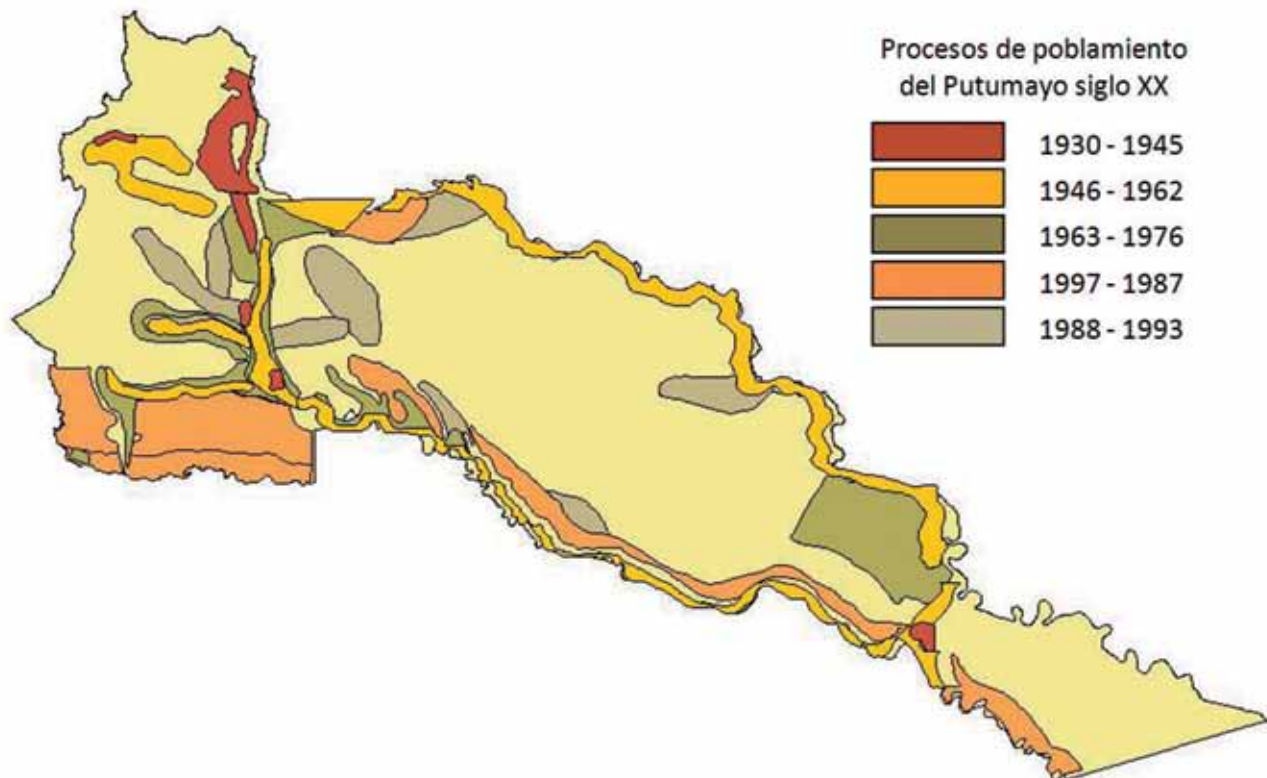 Procesos de poblamiento
del Putumayo siglo XX
1930 - 1945
1946 - 1962
1963 - 1976
1997 - 1987
1988 - 1993